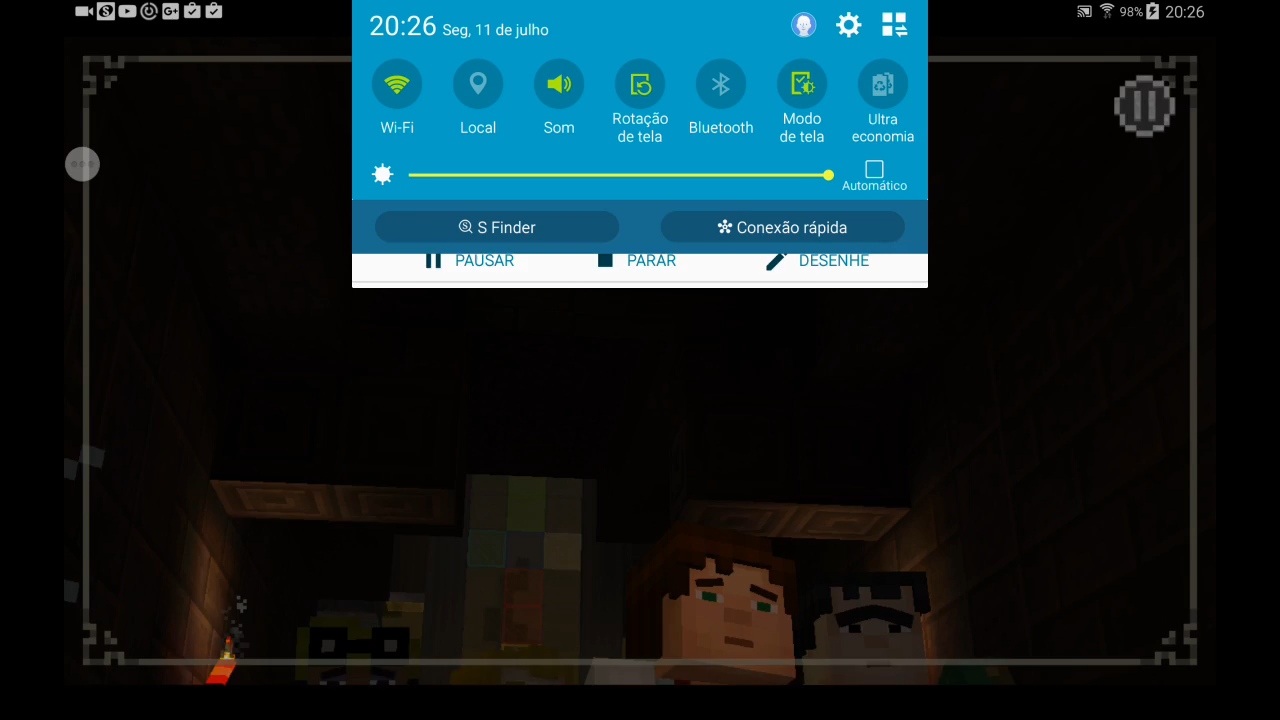 98% 20:26
20:26 Seg, 11 de julho
Wi-Fi
Local
Som
Rotação
de tela
Bluetooth
Modo
de tela
Ultra
economia
Automático
S Finder
Conexão rápida
PAUSAR
PARAR
DESENHE